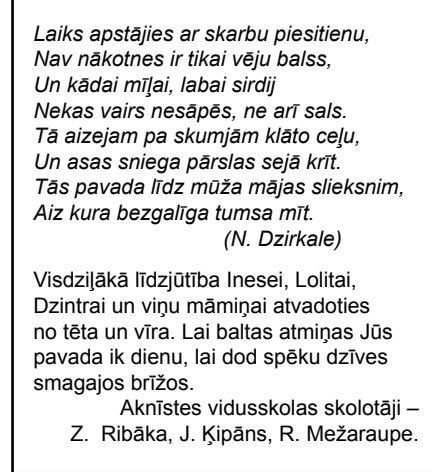 Laiks apstājies ar skarbu piesitienu,
Nav nākotnes ir tikai vēju balss,
Un kādai mīļai, labai sirdij
Nekas vairs nesāpēs, ne arī sals.
Tā aizejam pa skumjām klāto ceļu,
Un asas sniega pārslas sejā krīt.
Tās pavada līdz mūža mājas slieksnim,
Aiz kura bezgalīga tumsa mīt.
(N. Dzirkale)
Visdziļākā līdzjūtība Inesei, Lolitai,
Dzintrai un viņu māmiņai atvadoties
no tēta un vīra. Lai baltas atmiņas Jūs
pavada ik dienu, lai dod spēku dzīves
smagajos brīžos.
Aknīstes vidusskolas skolotāji –
Z. Ribāka, J. Ķipāns, R. Mežaraupe.